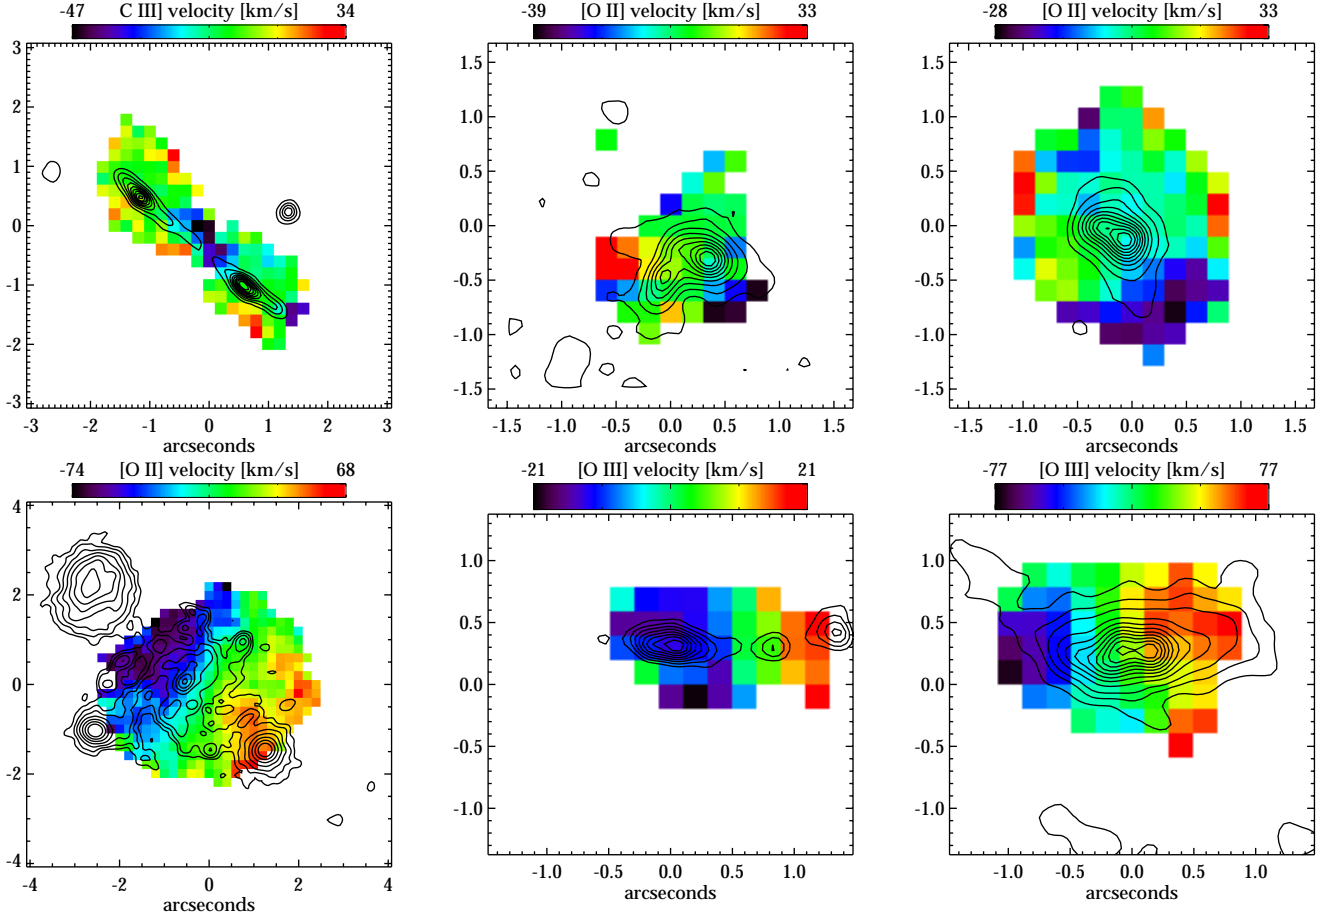 -47 C III] velocity [km/s] 34
-39 [O II] velocity [km/s] 33
-28 [O II] velocity [km/s] 33
3
2
1
0
-1
-2
-3
-3 -2 -1 0 1 2 3
arcseconds
1.5
1.0
0.5
0.0
-0.5
-1.0
-1.5
-1.5 -1.0 -0.5 0.0 0.5 1.0 1.5
arcseconds
1.5
1.0
0.5
0.0
-0.5
-1.0
-1.5
-1.5 -1.0 -0.5 0.0 0.5 1.0 1.5
arcseconds
-74 [O II] velocity [km/s] 68
-21 [O III] velocity [km/s] 21
-77 [O III] velocity [km/s] 77
4
2
0
-2
-4
-4 -2 0 2 4
arcseconds
1.0
0.5
0.0
-0.5
-1.0
-1.0 -0.5 0.0 0.5 1.0
arcseconds
1.0
0.5
0.0
-0.5
-1.0
-1.0 -0.5 0.0 0.5 1.0
arcseconds